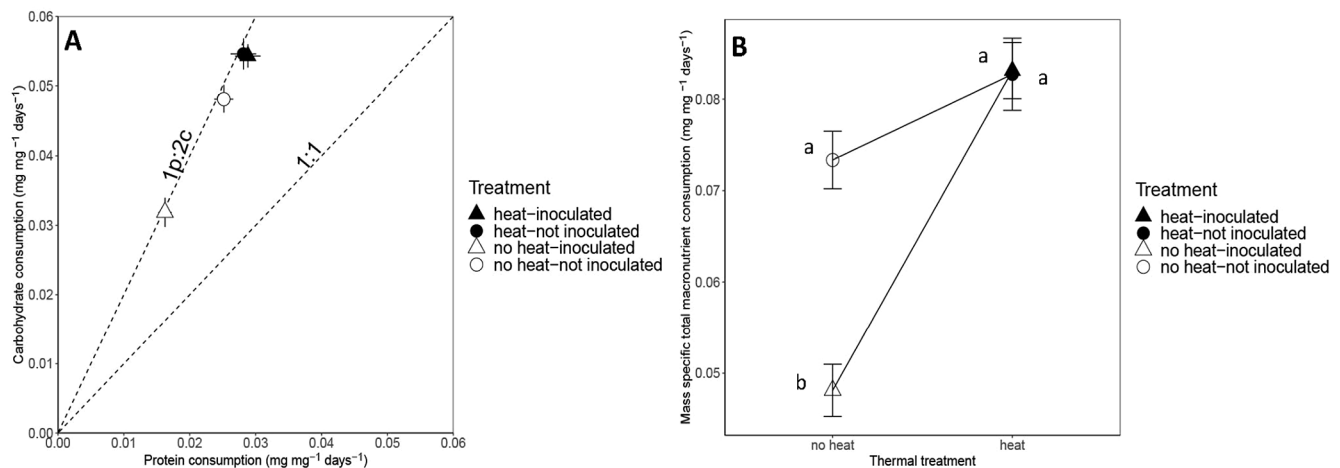 A
Carbohydrate consumption (mg mg⁻¹ days⁻¹)
0.06
0.05
0.04
0.03
0.02
0.01
0.00
1p:2c
1:1
0.00 0.01 0.02 0.03 0.04 0.05 0.06
Protein consumption (mg mg⁻¹ days⁻¹)
Treatment
heat−inoculated
heat−not inoculated
no heat−inoculated
no heat−not inoculated
B
Mass specific total macronutrient consumption (mg mg⁻¹ days⁻¹)
0.08
0.07
0.06
0.05
a
a
a
b
no heat heat
Thermal treatment
Treatment
heat−inoculated
heat−not inoculated
no heat−inoculated
no heat−not inoculated